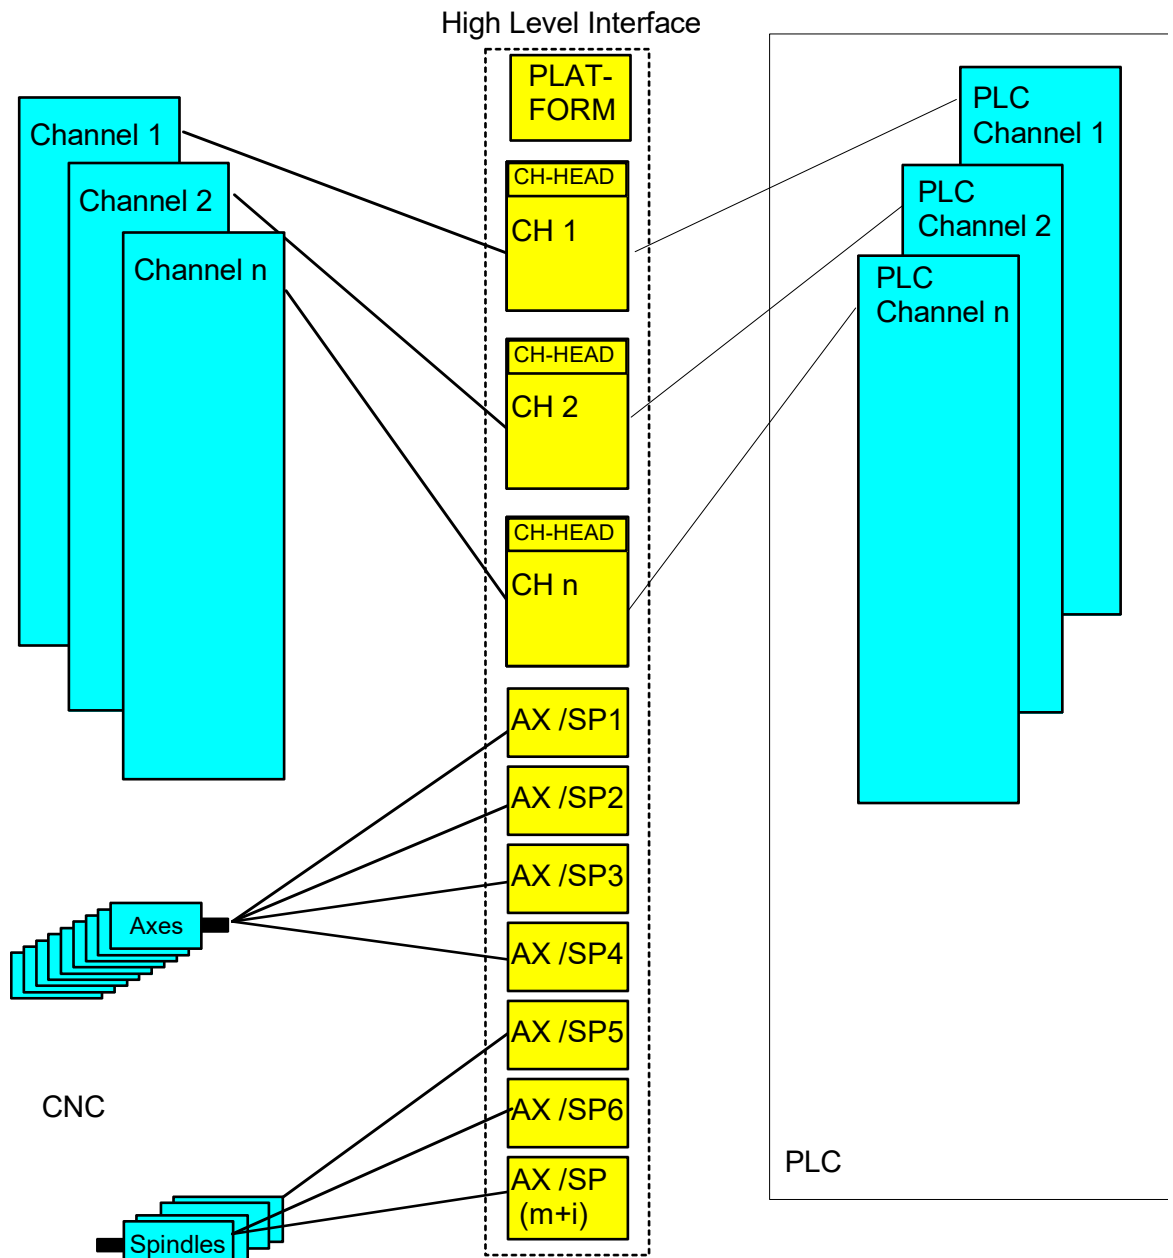 High Level Interface
PLAT-
FORM
Channel 1
Channel 2
Channel n
CH-HEAD
CH 1
CH-HEAD
CH 2
CH-HEAD
CH n
PLC
Channel 1
PLC
Channel 2
PLC
Channel n
AX /SP1
AX /SP2
AX /SP3
AX /SP4
AX /SP5
AX /SP6
AX /SP
(m+i)
Axes
CNC
Spindles
PLC